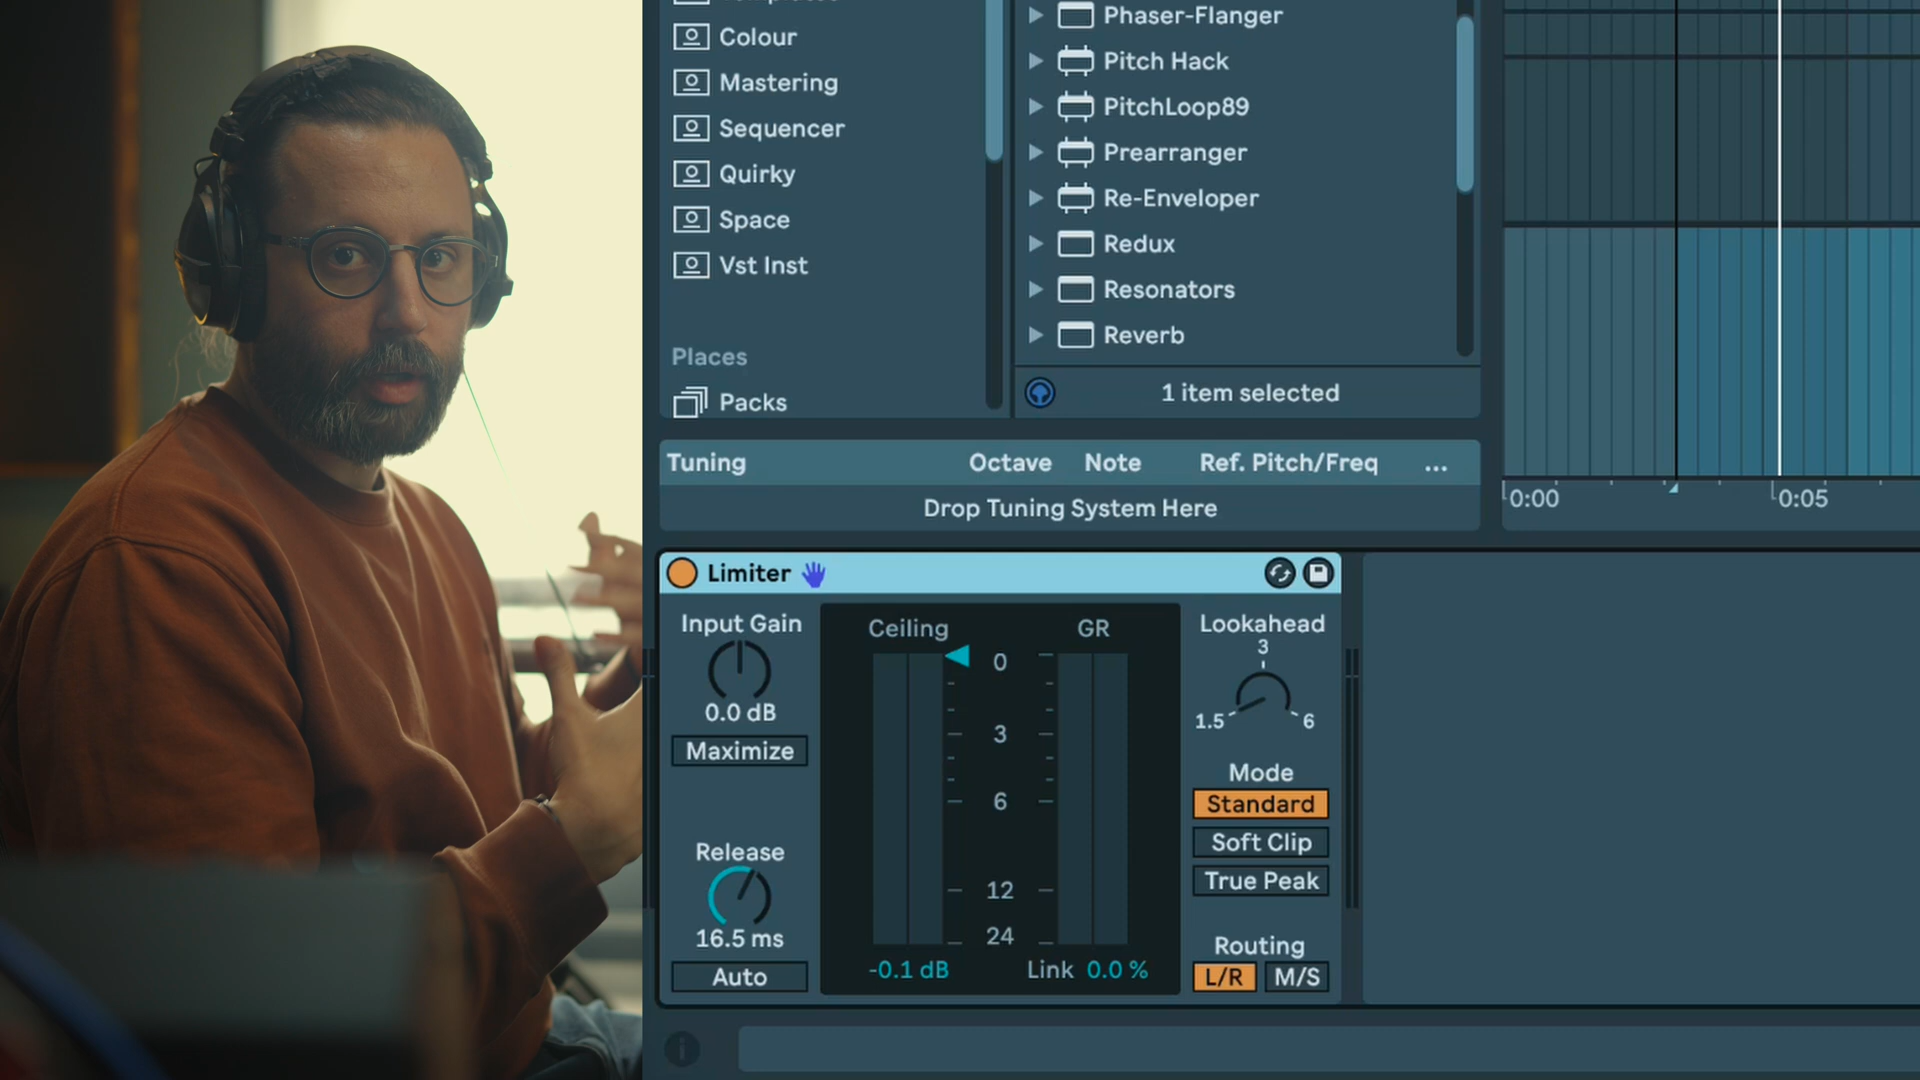 Colour
Mastering
Sequencer
Quirky
Space
Vst Inst
Places
Packs
Phaser-Flanger
Pitch Hack
PitchLoop89
Prearranger
Re-Enveloper
Redux
Resonators
Reverb
1 item selected
Tuning Octave Note Ref. Pitch/Freq ...
Drop Tuning System Here
0:00 0:05
Limiter
Input Gain
0.0 dB
Maximize
Release
16.5 ms
Auto
Ceiling GR
0
3
6
12
24
-0.1 dB Link 0.0 %
Lookahead
3
1.5 6
Mode
Standard
Soft Clip
True Peak
Routing
L/R M/S